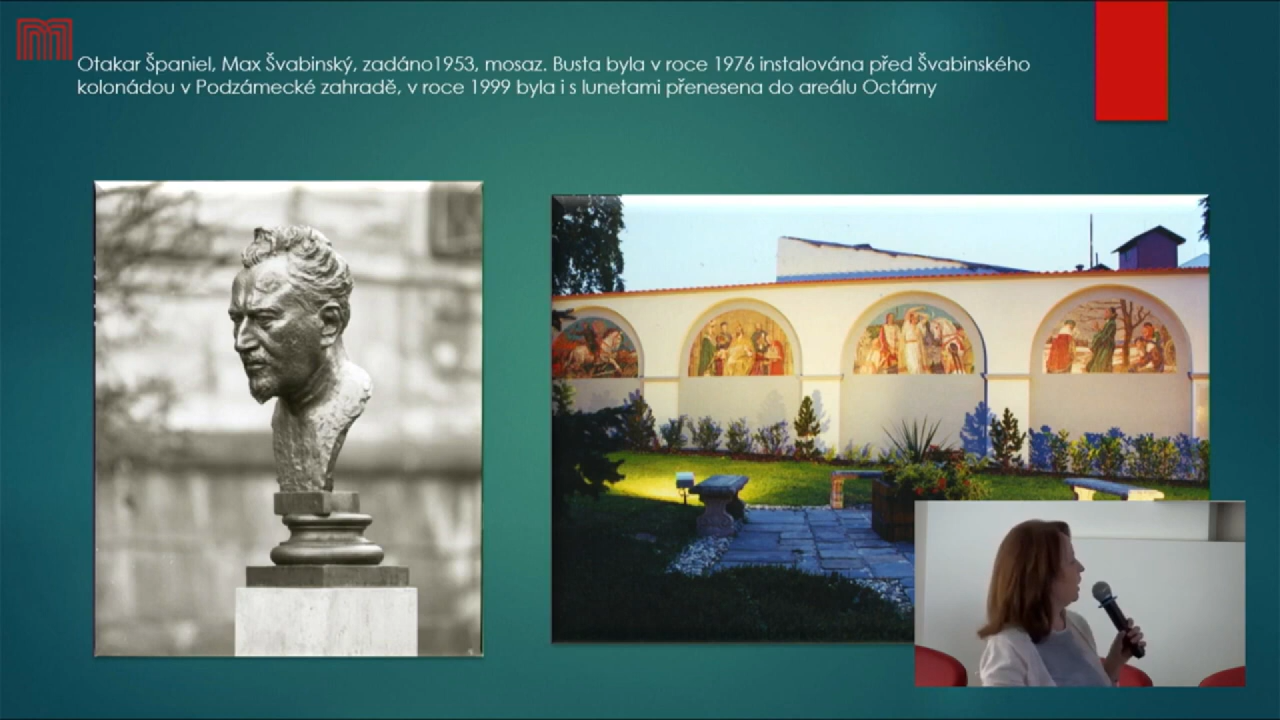 Otakar Španiel, Max Švabinský, zadáno1953, mosaz. Busta byla v roce 1976 instalována před Švabinského
kolonádou v Podzámecké zahradě, v roce 1999 byla i s lunetami přenesena do areálu Octárny